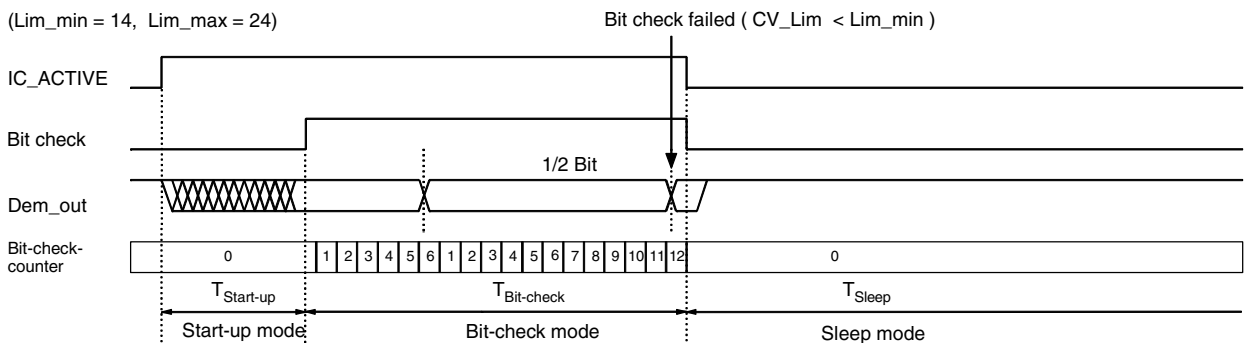 (Lim_min = 14, Lim_max = 24)
Bit check failed ( CV_Lim < Lim_min )
IC_ACTIVE
Bit check
1/2 Bit
Dem_out
Bit-check-
counter
0 1 2 3 4 5 6 1 2 3 4 5 6 7 8 9 10 11 12 0
TStart-up TBit-check TSleep
Start-up mode Bit-check mode Sleep mode